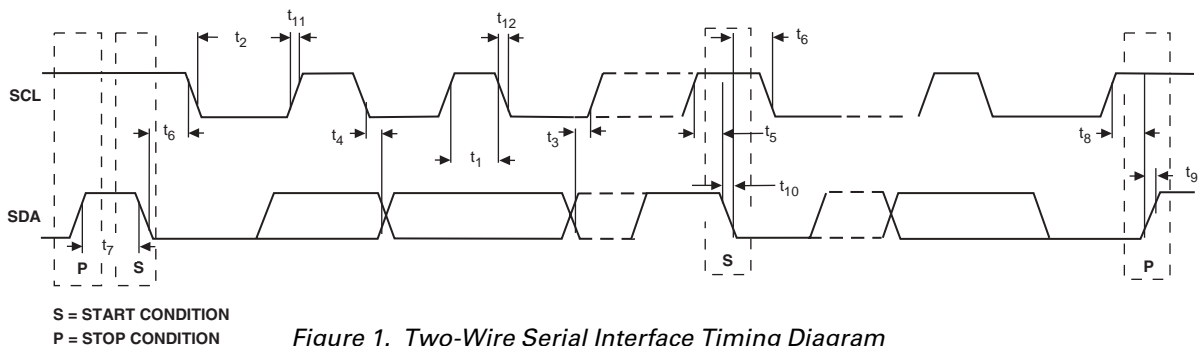 t11
t12
t2
t6
SCL
t6
t4
t1
t3
t5
t8
t10
t9
SDA
t7
P
S
S
P
S = START CONDITION
P = STOP CONDITION
Figure 1. Two-Wire Serial Interface Timing Diagram